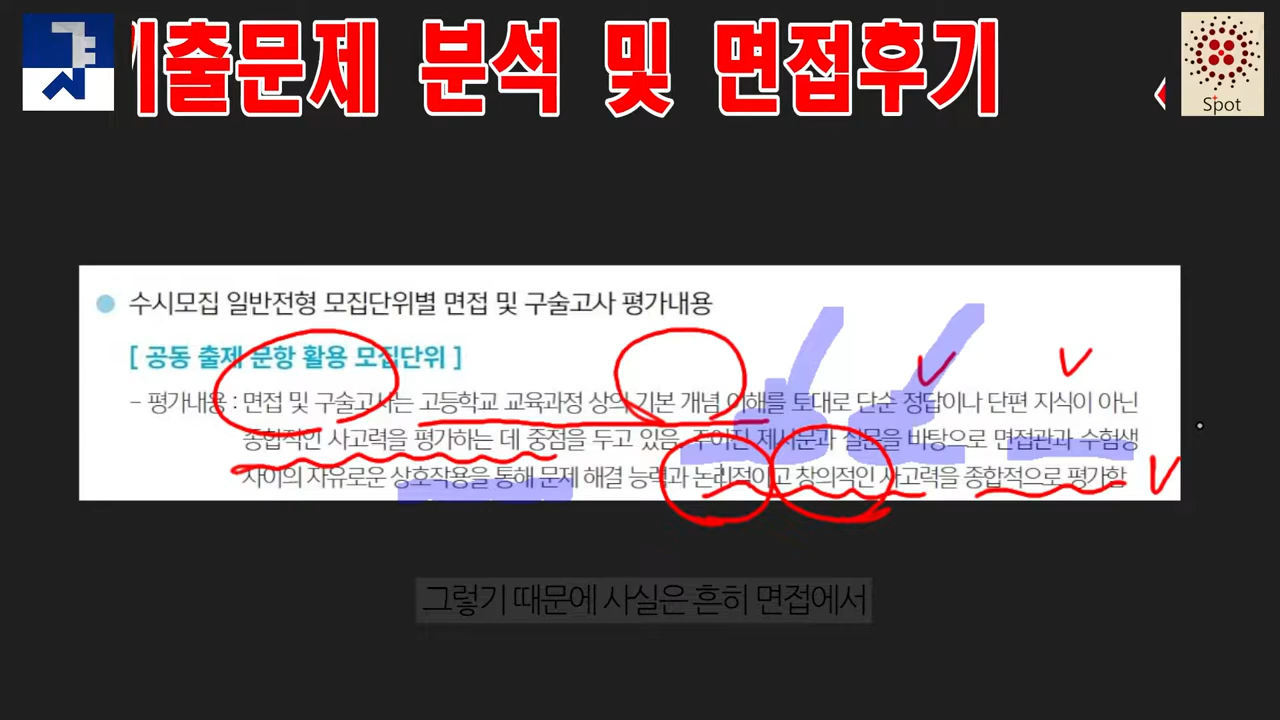 기출문제 분석 및 면접후기
Spot
수시모집 일반전형 모집단위별 면접 및 구술고사 평가내용
[ 공동 출제 문항 활용 모집단위 ]
– 평가내용 : 면접 및 구술고사는 고등학교 교육과정 상의 기본 개념 이해를 토대로 단순 정답이나 단편 지식이 아닌
종합적인 사고력을 평가하는 데 중점을 두고 있음. 주어진 제시문과 질문을 바탕으로 면접관과 수험생
사이의 자유로운 상호작용을 통해 문제 해결 능력과 논리적이고 창의적인 사고력을 종합적으로 평가함
그렇기 때문에 사실은 흔히 면접에서